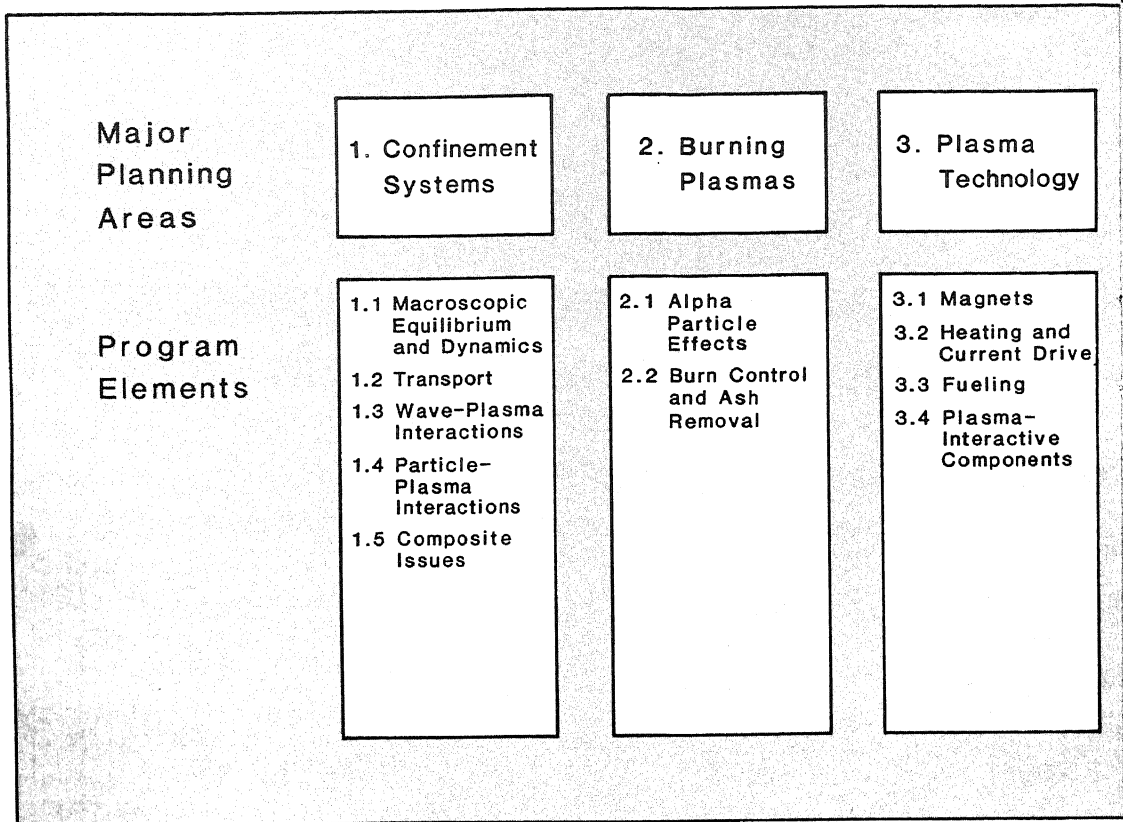 Major
Planning
Areas
1. Confinement
Systems
2. Burning
Plasmas
3. Plasma
Technology
Program
Elements
1.1 Macroscopic
Equilibrium
and Dynamics
1.2 Transport
1.3 Wave-Plasma
Interactions
1.4 Particle-
Plasma
Interactions
1.5 Composite
Issues
2.1 Alpha
Particle
Effects
2.2 Burn Control
and Ash
Removal
3.1 Magnets
3.2 Heating and
Current Drive
3.3 Fueling
3.4 Plasma-
Interactive
Components